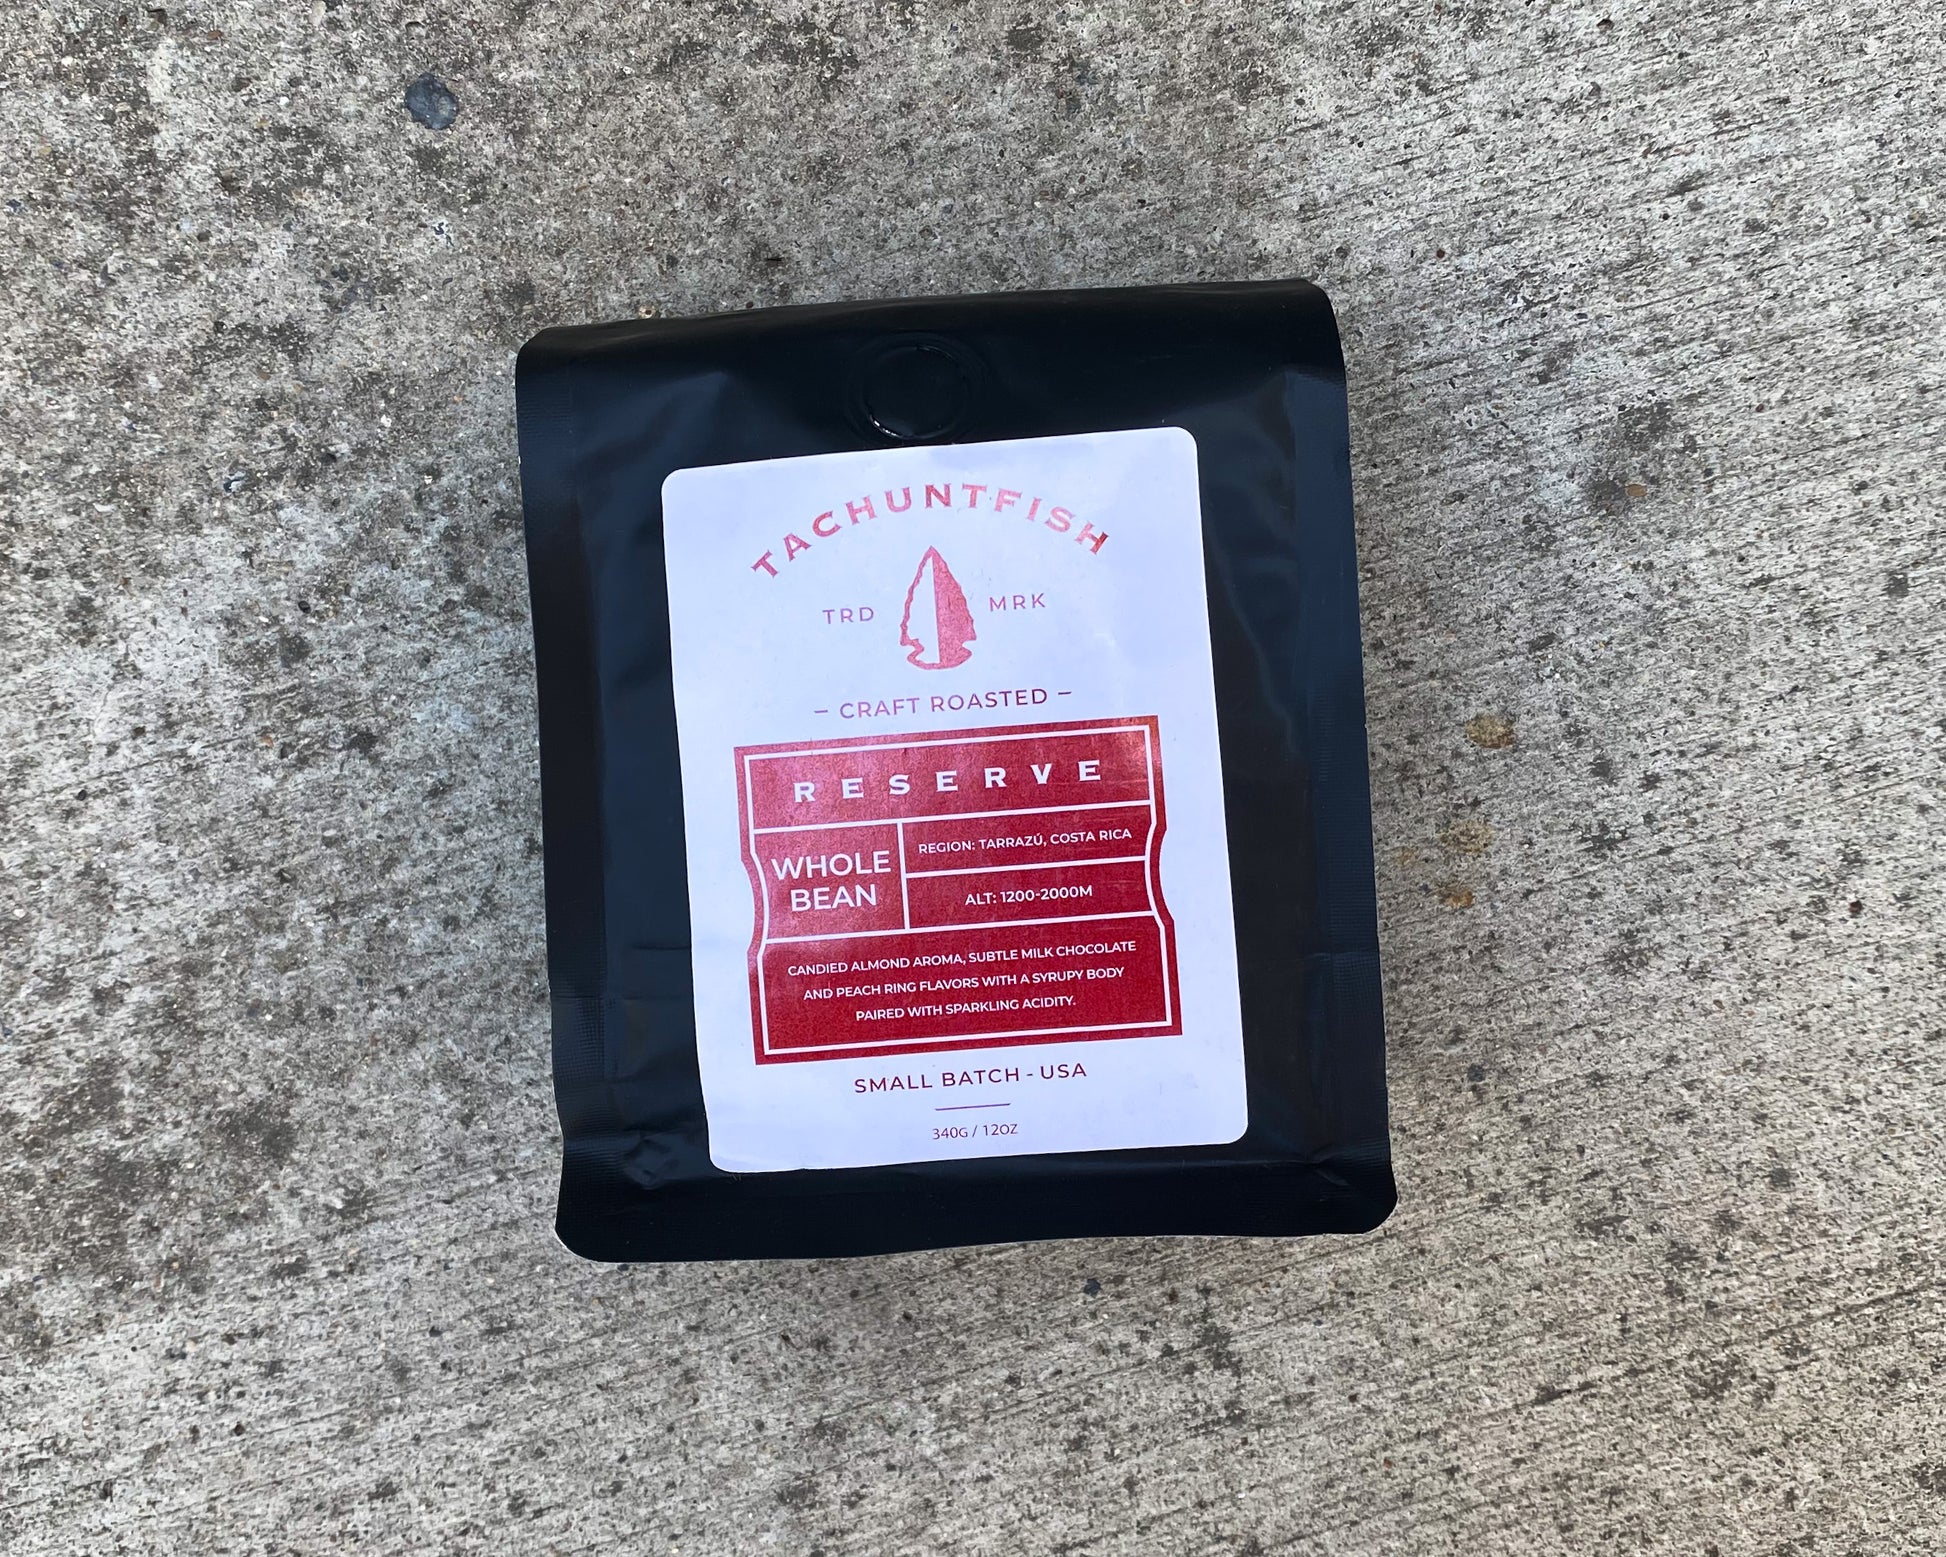 TACHUNTFISH
TRD MRK
– CRAFT ROASTED –
RESERVE
WHOLE
BEAN
REGION: TARRAZÚ, COSTA RICA
ALT: 1200-2000M
CANDIED ALMOND AROMA, SUBTLE MILK CHOCOLATE
AND PEACH RING FLAVORS WITH A SYRUPY BODY
PAIRED WITH SPARKLING ACIDITY.
SMALL BATCH - USA
340G / 12OZ